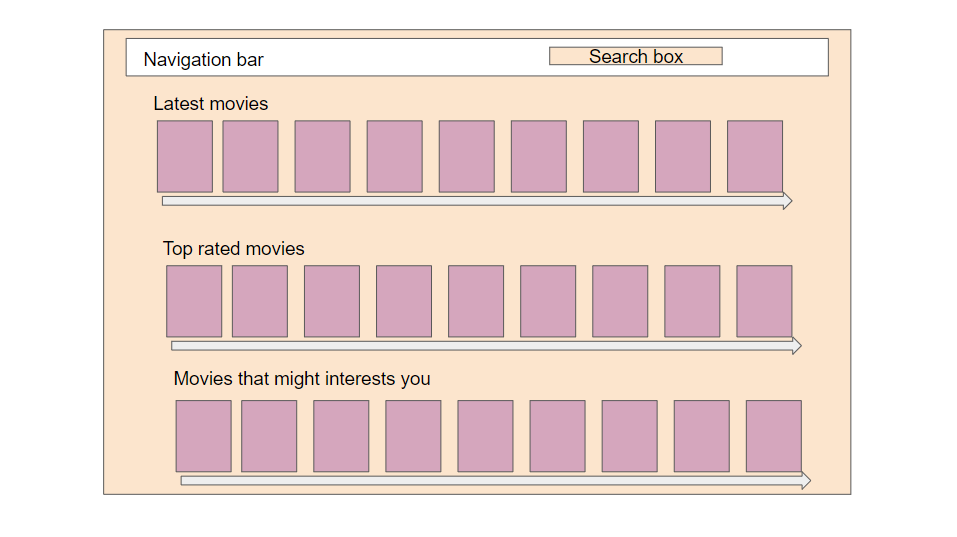 Navigation bar
Search box
Latest movies
Top rated movies
Movies that might interests you